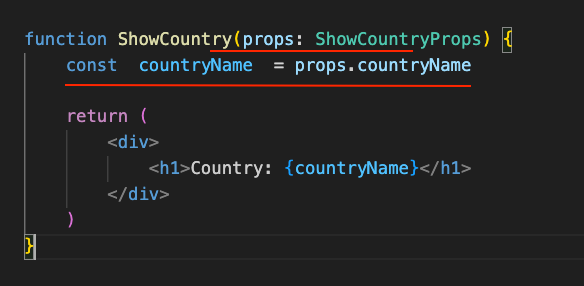 function ShowCountry(props: ShowCountryProps) {
const  countryName  = props.countryName
return (
<div>
<h1>Country: {countryName}</h1>
</div>
)
}